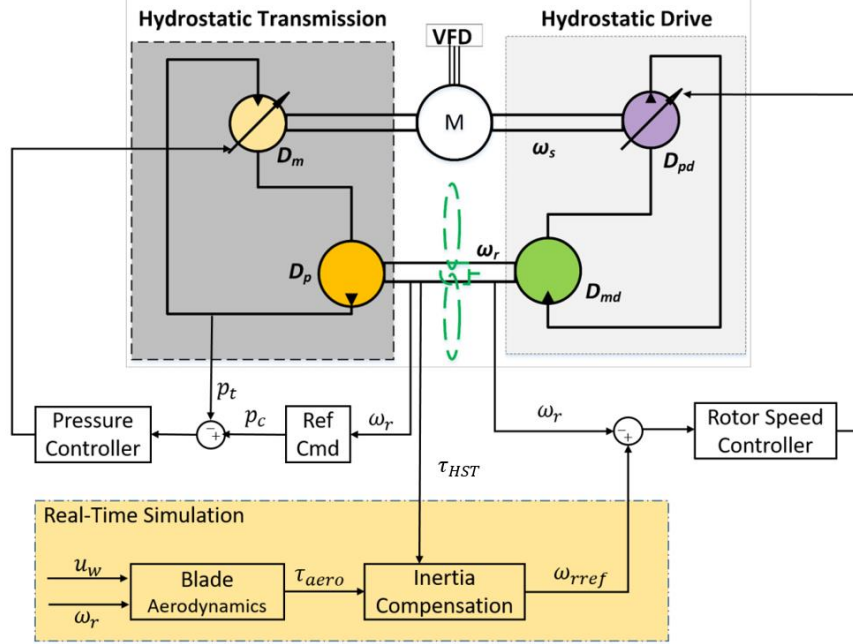 Hydrostatic Transmission
Hydrostatic Drive
VFD
M
D_m
ω_s
D_pd
D_p
ω_r
D_md
p_t
Pressure
Controller
p_c
Ref
Cmd
ω_r
τ_HST
ω_r
Rotor Speed
Controller
Real-Time Simulation
u_w
ω_r
Blade
Aerodynamics
τ_aero
Inertia
Compensation
ω_rref